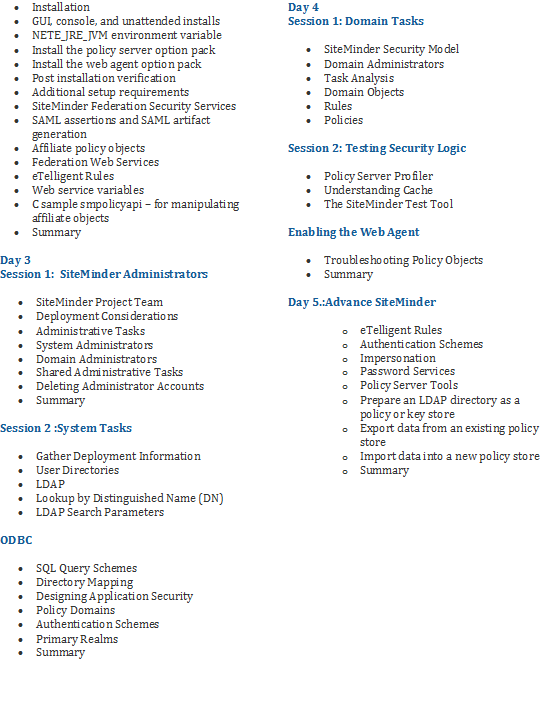 • Installation
• GUI, console, and unattended installs
• NETE_JRE_JVM environment variable
• Install the policy server option pack
• Install the web agent option pack
• Post installation verification
• Additional setup requirements
• SiteMinder Federation Security Services
• SAML assertions and SAML artifact
generation
• Affiliate policy objects
• Federation Web Services
• eTelligent Rules
• Web service variables
• C sample smpolicyapi – for manipulating
affiliate objects
• Summary
Day 3
Session 1: SiteMinder Administrators
• SiteMinder Project Team
• Deployment Considerations
• Administrative Tasks
• System Administrators
• Domain Administrators
• Shared Administrative Tasks
• Deleting Administrator Accounts
• Summary
Session 2 :System Tasks
• Gather Deployment Information
• User Directories
• LDAP
• Lookup by Distinguished Name (DN)
• LDAP Search Parameters
ODBC
• SQL Query Schemes
• Directory Mapping
• Designing Application Security
• Policy Domains
• Authentication Schemes
• Primary Realms
• Summary
Day 4
Session 1: Domain Tasks
• SiteMinder Security Model
• Domain Administrators
• Task Analysis
• Domain Objects
• Rules
• Policies
Session 2: Testing Security Logic
• Policy Server Profiler
• Understanding Cache
• The SiteMinder Test Tool
Enabling the Web Agent
• Troubleshooting Policy Objects
• Summary
Day 5.:Advance SiteMinder
o eTelligent Rules
o Authentication Schemes
o Impersonation
o Password Services
o Policy Server Tools
o Prepare an LDAP directory as a
policy or key store
o Export data from an existing policy
store
o Import data into a new policy store
o Summary